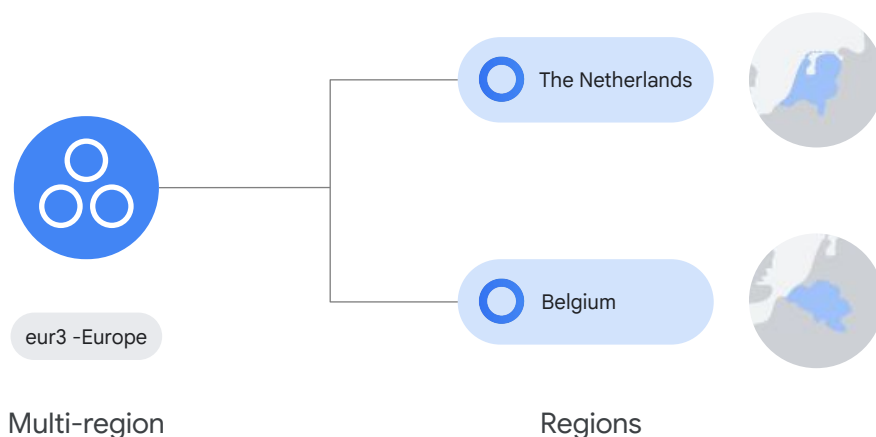 The Netherlands
Belgium
eur3 -Europe
Multi-region
Regions